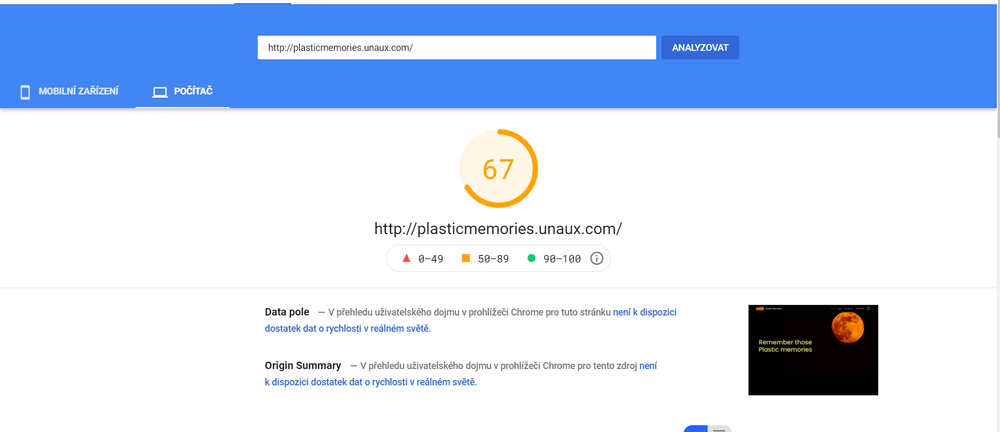 http://plasticmemories.unaux.com/
ANALYZOVAT
MOBILNÍ ZAŘÍZENÍ
POČÍTAČ
67
http://plasticmemories.unaux.com/
0–49
50–89
90–100
Data pole — V přehledu uživatelského dojmu v prohlížeči Chrome pro tuto stránku není k dispozici
dostatek dat o rychlosti v reálném světě.
Origin Summary — V přehledu uživatelského dojmu v prohlížeči Chrome pro tento zdroj není
k dispozici dostatek dat o rychlosti v reálném světě.
Plastic Memories
Remember those
Plastic memories